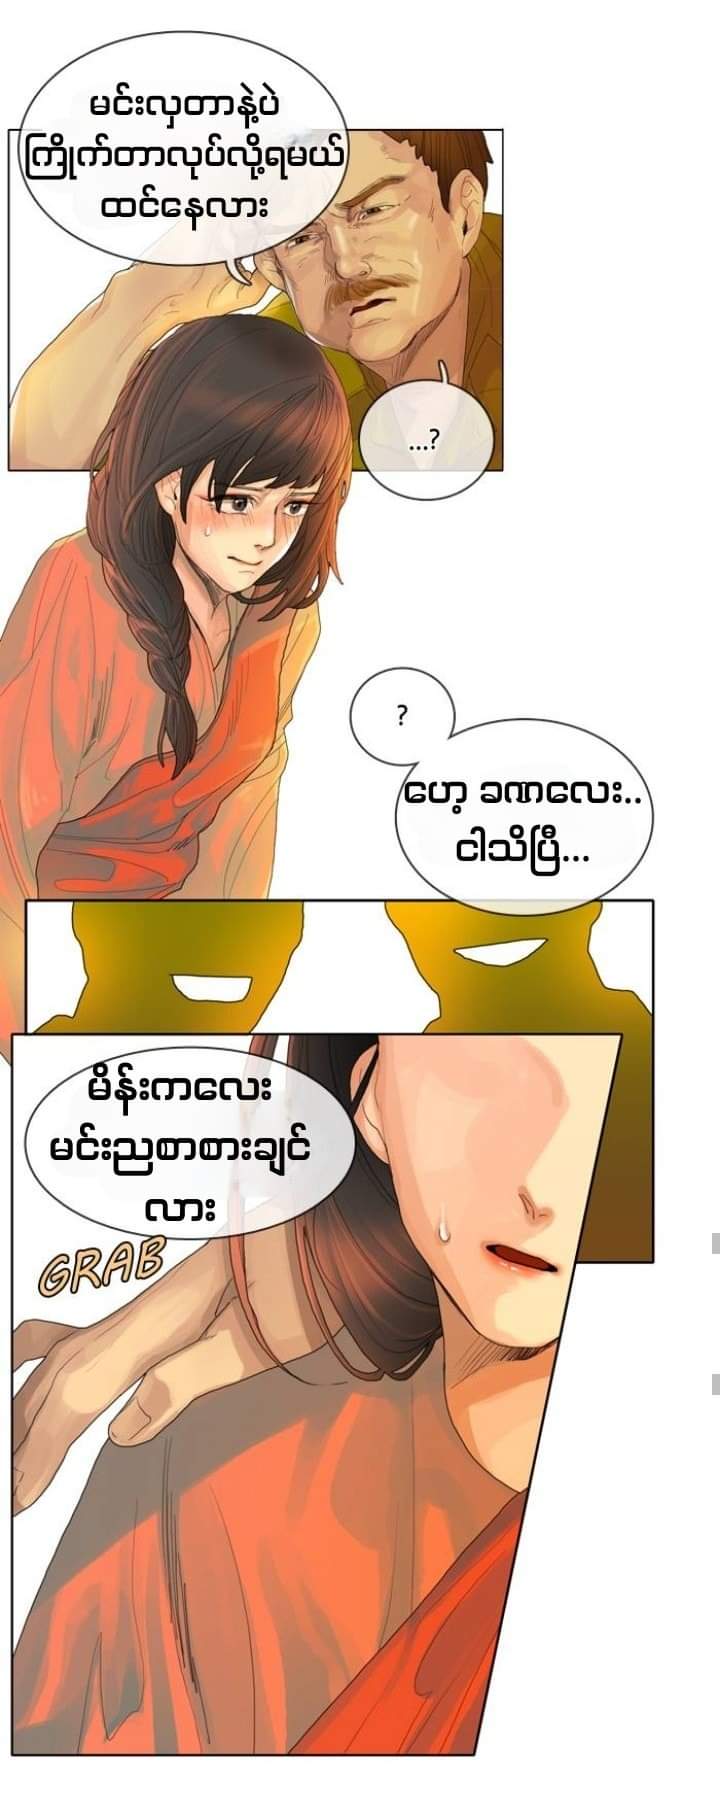 မင်းလှတာနဲ့ပဲ
ကြိုက်တာလုပ်လို့ရမယ်
ထင်နေလား
...?
?
ဟေ့ ခဏလေး..
ငါသိပြီ...
မိန်းကလေး
မင်းညစာစားချင်
လား
GRAB